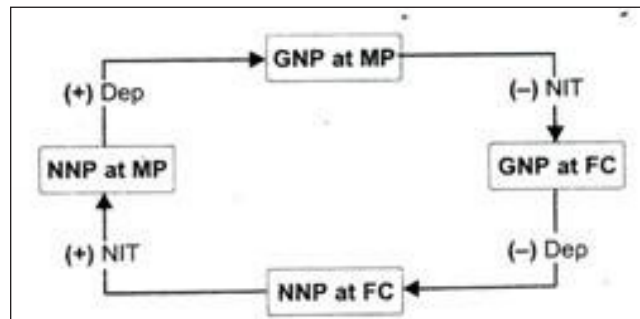 GNP at MP
(+) Dep
(–) NIT
NNP at MP
GNP at FC
(+) NIT
(–) Dep
NNP at FC